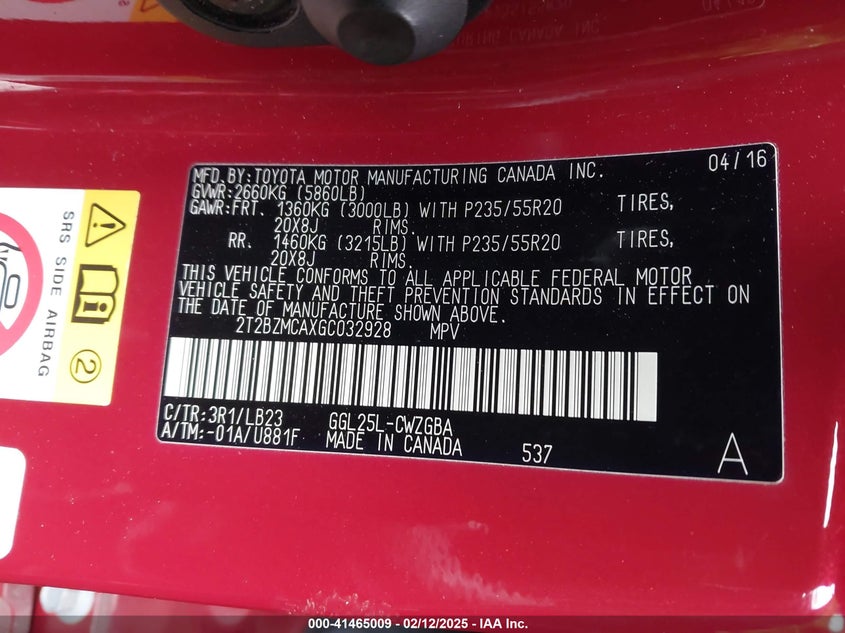 MFD.BY:TOYOTA MOTOR MANUFACTURING CANADA INC. 04/16
GVWR:2660KG (5860LB)
GAWR:FRT. 1360KG (3000LB) WITH P235/55R20 TIRES,
20X8J RIMS.
RR. 1460KG (3215LB) WITH P235/55R20 TIRES,
20X8J RIMS.
THIS VEHICLE CONFORMS TO ALL APPLICABLE FEDERAL MOTOR
VEHICLE SAFETY AND THEFT PREVENTION STANDARDS IN EFFECT ON
THE DATE OF MANUFACTURE SHOWN ABOVE.
2T2BZMCAXGC032928 MPV
C/TR:3R1/LB23 GGL25L-CWZGBA
A/TM:-01A/U881F MADE IN CANADA 537 A
SRS SIDE AIRBAG
2
000-41465009 - 02/12/2025 - IAA Inc.